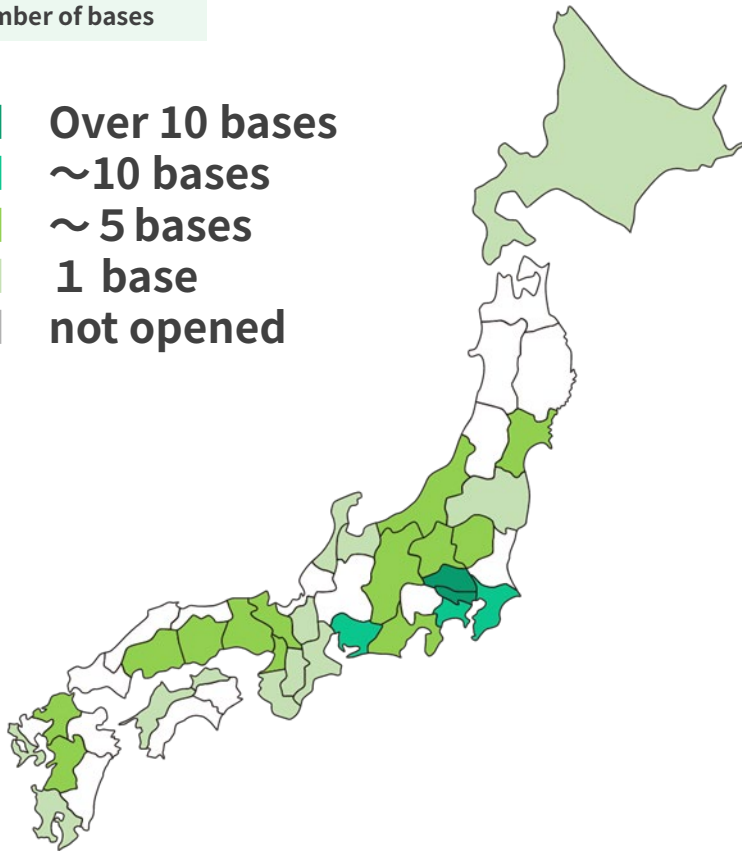 mber of bases
Over 10 bases
～10 bases
～ 5 bases
1 base
not opened